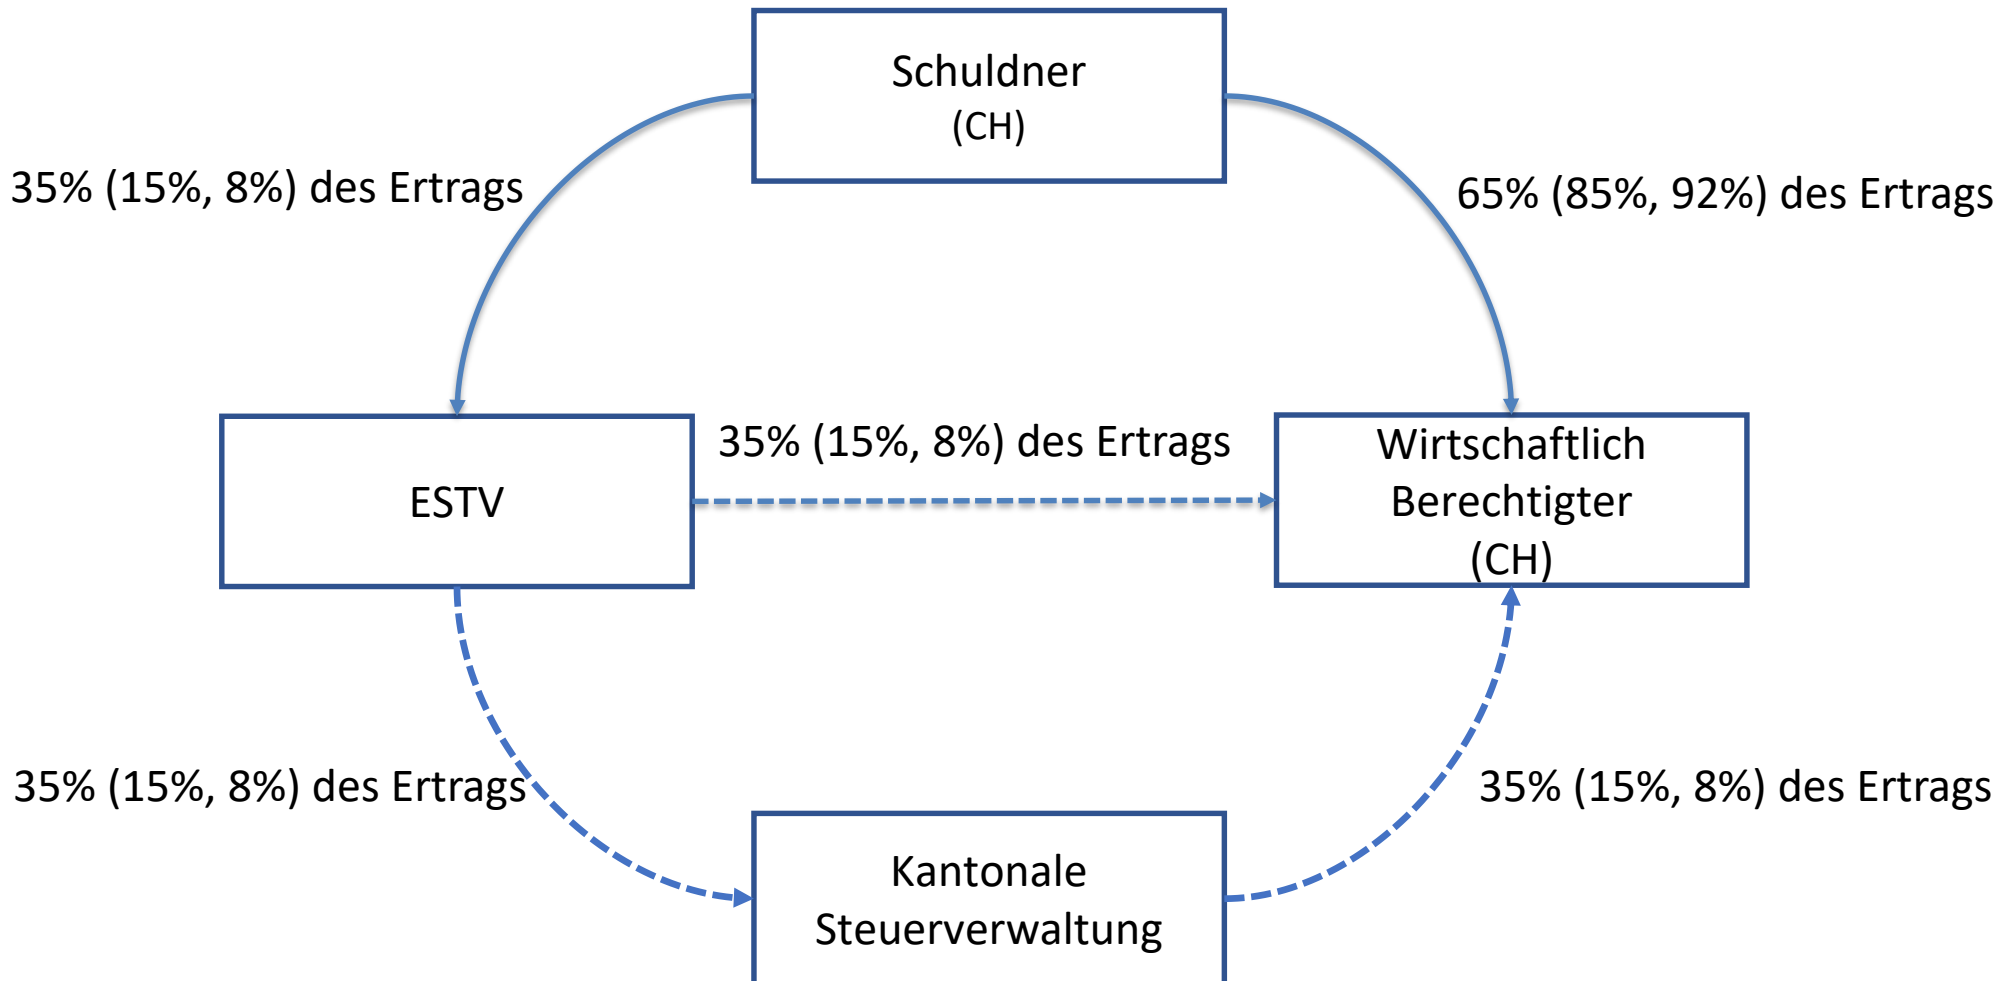 Schuldner
(CH)
35% (15%, 8%) des Ertrags
65% (85%, 92%) des Ertrags
35% (15%, 8%) des Ertrags
ESTV
Wirtschaftlich
Berechtigter
(CH)
35% (15%, 8%) des Ertrags
35% (15%, 8%) des Ertrags
Kantonale
Steuerverwaltung